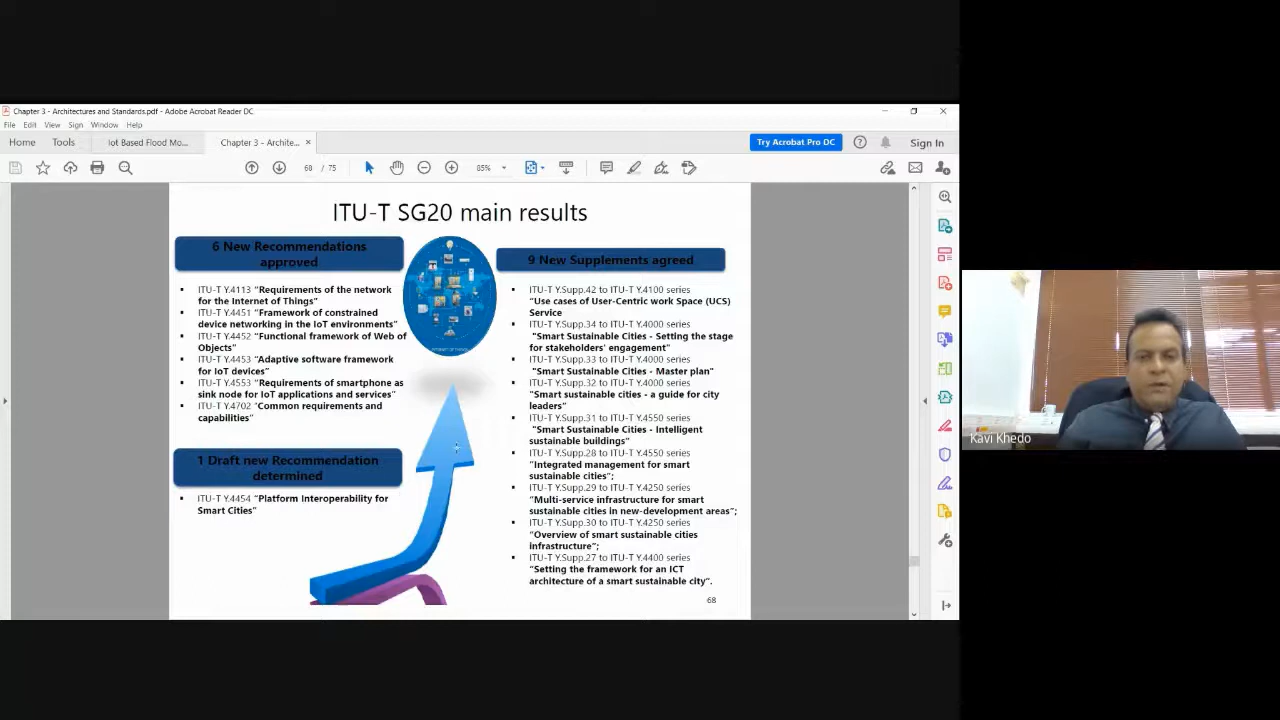 Chapter 3 - Architectures and Standards.pdf - Adobe Acrobat Reader DC
File Edit View Sign Window Help
Home Tools Iot Based Flood Mo... Chapter 3 - Archite... × Try Acrobat Pro DC Sign In
68 / 75 85%
ITU-T SG20 main results
6 New Recommendations
approved
▪ ITU-T Y.4113 "Requirements of the network
for the Internet of Things"
▪ ITU-T Y.4451 "Framework of constrained
device networking in the IoT environments"
▪ ITU-T Y.4452 "Functional framework of Web of
Objects"
▪ ITU-T Y.4453 "Adaptive software framework
for IoT devices"
▪ ITU-T Y.4553 "Requirements of smartphone as
sink node for IoT applications and services"
▪ ITU-T Y.4702 "Common requirements and
capabilities"
1 Draft new Recommendation
determined
▪ ITU-T Y.4454 "Platform Interoperability for
Smart Cities"
9 New Supplements agreed
▪ ITU-T Y.Supp.42 to ITU-T Y.4100 series
"Use cases of User-Centric work Space (UCS)
Service
▪ ITU-T Y.Supp.34 to ITU-T Y.4000 series
"Smart Sustainable Cities - Setting the stage
for stakeholders' engagement"
▪ ITU-T Y.Supp.33 to ITU-T Y.4000 series
"Smart Sustainable Cities - Master plan"
▪ ITU-T Y.Supp.32 to ITU-T Y.4000 series
"Smart sustainable cities - a guide for city
leaders"
▪ ITU-T Y.Supp.31 to ITU-T Y.4550 series
"Smart Sustainable Cities - Intelligent
sustainable buildings"
▪ ITU-T Y.Supp.28 to ITU-T Y.4550 series
"Integrated management for smart
sustainable cities";
▪ ITU-T Y.Supp.29 to ITU-T Y.4250 series
"Multi-service infrastructure for smart
sustainable cities in new-development areas";
▪ ITU-T Y.Supp.30 to ITU-T Y.4250 series
"Overview of smart sustainable cities
infrastructure";
▪ ITU-T Y.Supp.27 to ITU-T Y.4400 series
"Setting the framework for an ICT
architecture of a smart sustainable city".
68
Kavi Khedo